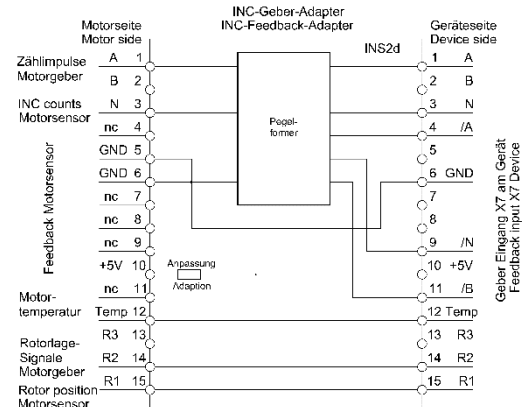 INC-Geber-Adapter
INC-Feedback-Adapter
Motorseite
Motor side
Geräteseite
Device side
INS2d
Zählimpulse
Motorgeber
INC counts
Motorsensor
Feedback Motorsensor
Motor-
temperatur
Rotorlage-
Signale
Motorgeber
Rotor position
Motorsensor
A 1
B 2
N 3
nc 4
GND 5
GND 6
nc 7
nc 8
nc 9
+5V 10
nc 11
Temp 12
R3 13
R2 14
R1 15
Pegel-
former
Anpassung
Adaption
1 A
2 B
3 N
4 /A
5
6 GND
7
8
9 /N
10 +5V
11 /B
12 Temp
13 R3
14 R2
15 R1
Geber Eingang X7 am Gerät
Feedback input X7 Device